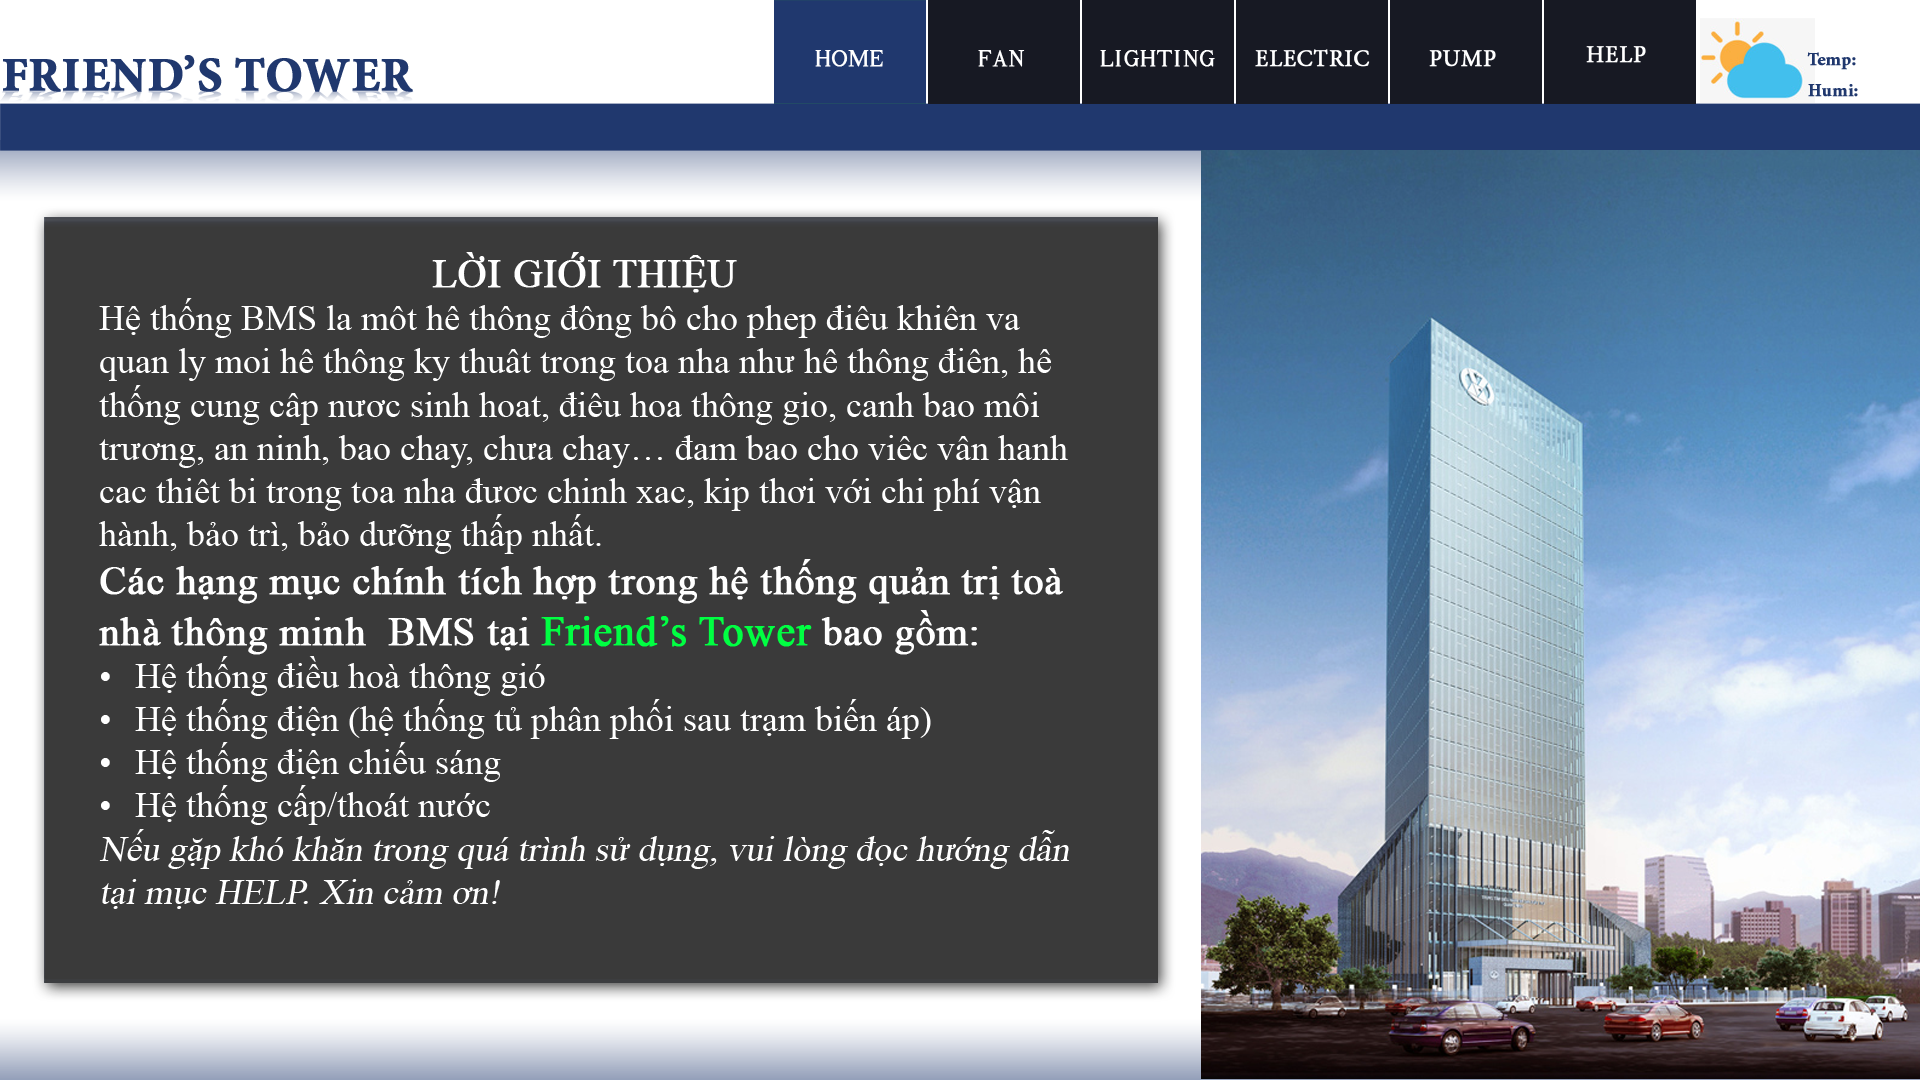 FRIEND’S TOWER
HOME
FAN
LIGHTING
ELECTRIC
PUMP
HELP
Temp:
Humi:
LỜI GIỚI THIỆU
Hệ thống BMS la môt hê thông đông bô cho phep điêu khiên va
quan ly moi hê thông ky thuât trong toa nha như hê thông điên, hê
thống cung câp nươc sinh hoat, điêu hoa thông gio, canh bao môi
trương, an ninh, bao chay, chưa chay… đam bao cho viêc vân hanh
cac thiêt bi trong toa nha đươc chinh xac, kip thơi với chi phí vận
hành, bảo trì, bảo dưỡng thấp nhất.
Các hạng mục chính tích hợp trong hệ thống quản trị toà
nhà thông minh  BMS tại Friend’s Tower bao gồm:
• Hệ thống điều hoà thông gió
• Hệ thống điện (hệ thống tủ phân phối sau trạm biến áp)
• Hệ thống điện chiếu sáng
• Hệ thống cấp/thoát nước
Nếu gặp khó khăn trong quá trình sử dụng, vui lòng đọc hướng dẫn
tại mục HELP. Xin cảm ơn!